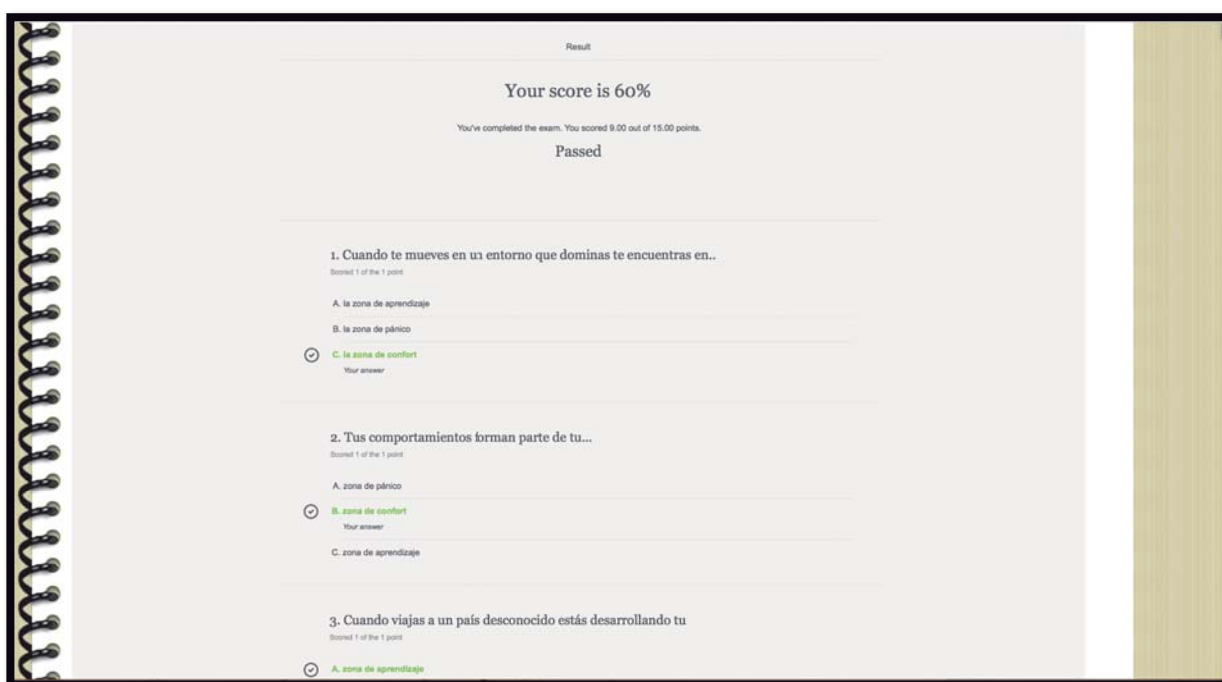 Result
Your score is 60%
You've completed the exam. You scored 9.00 out of 15.00 points.
Passed
1. Cuando te mueves en un entorno que dominas te encuentras en..
Scored 1 of the 1 point
A. la zona de aprendizaje
B. la zona de pánico
C. la zona de confort
Your answer
2. Tus comportamientos forman parte de tu...
Scored 1 of the 1 point
A. zona de pánico
B. zona de confort
Your answer
C. zona de aprendizaje
3. Cuando viajas a un país desconocido estás desarrollando tu
Scored 1 of the 1 point
A. zona de aprendizaje